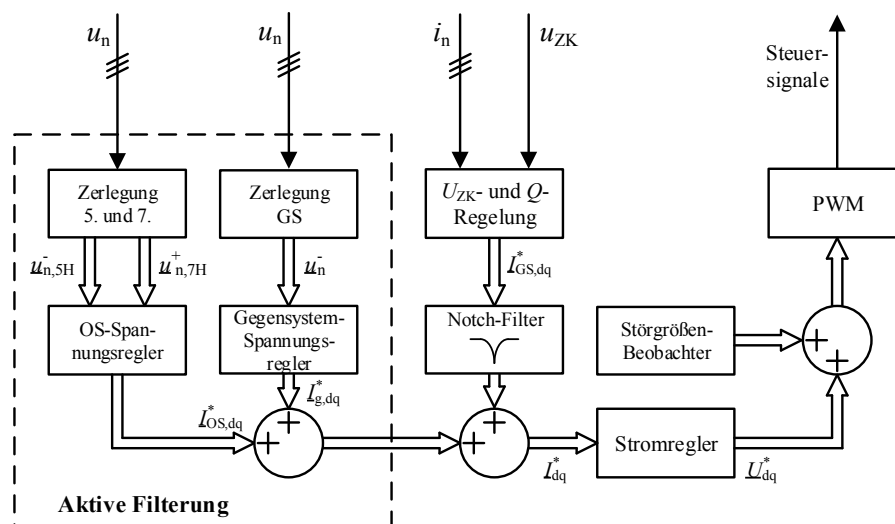 u_n
u_n
i_n
u_ZK
Steuer-
signale
Zerlegung
5. und 7.
Zerlegung
GS
U_ZK- und Q-
Regelung
PWM
u^-_n,5H
u^+_n,7H
u^-_n
I^*_GS,dq
OS-Span-
nungsregler
Gegensystem-
Spannungs-
regler
Notch-Filter
Störgrößen-
Beobachter
+
+
I^*_OS,dq
I^*_g,dq
+
+
+
+
I^*_dq
Stromregler
U^*_dq
Aktive Filterung